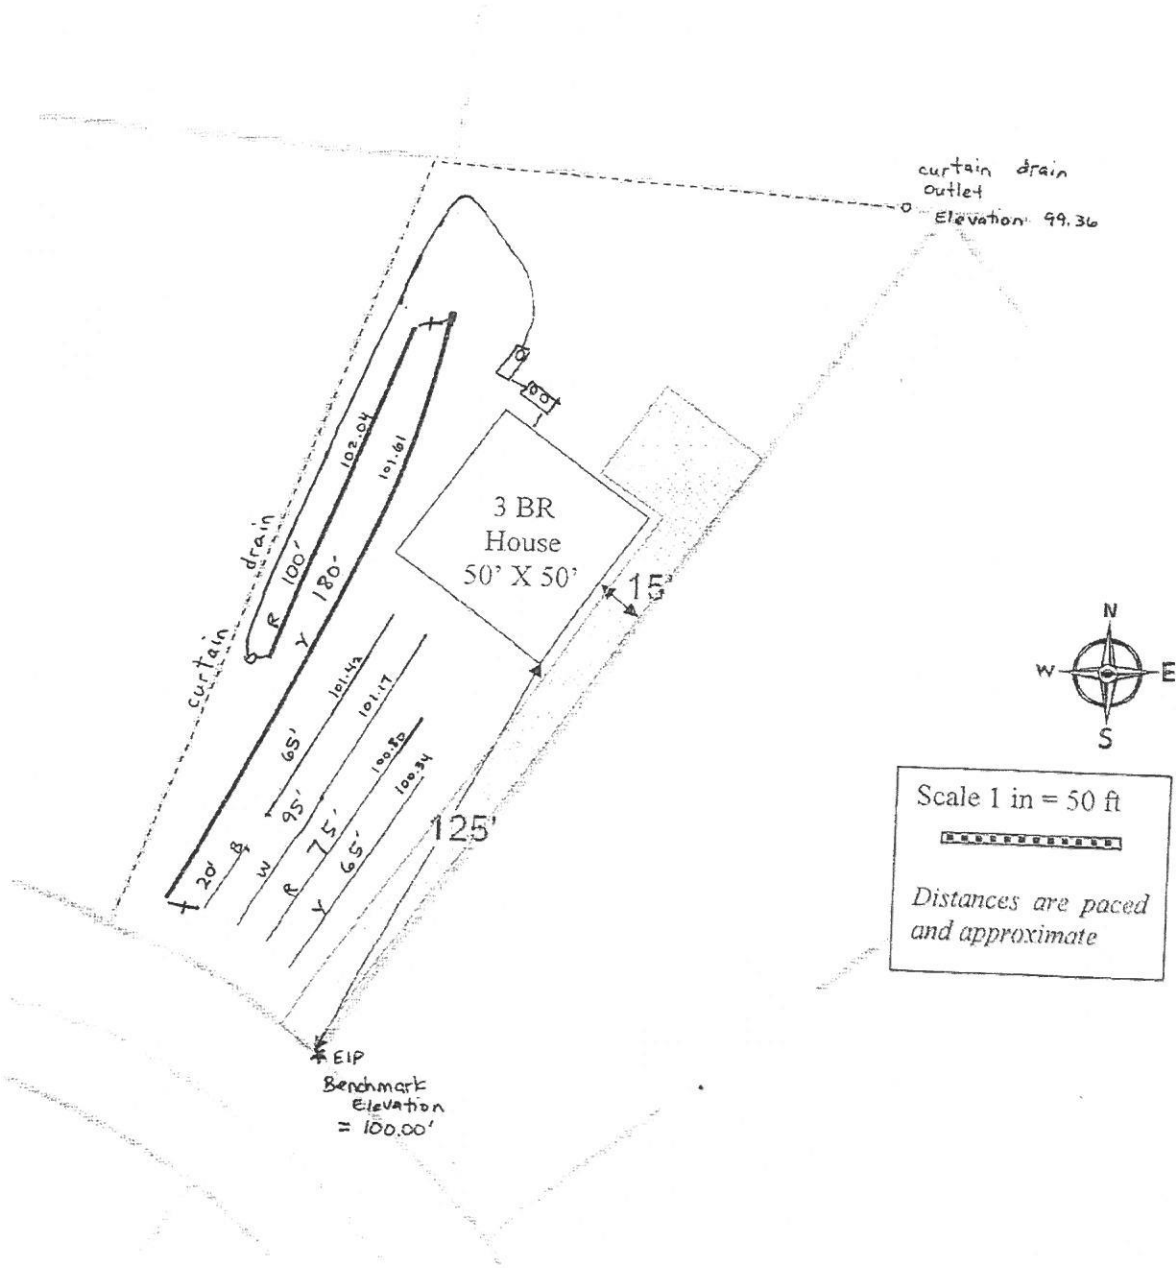 curtain drain
outlet
Elevation 99.36
102.04
101.61
3 BR
House
50' X 50'
15'
curtain drain
R 100'
Y 180'
65' 101.42
B 20'
W 95' 101.17
R 75' 100.80
Y 65' 100.34
125'
N
W E
S
Scale 1 in = 50 ft
Distances are paced
and approximate
EIP
Benchmark
Elevation
= 100.00'